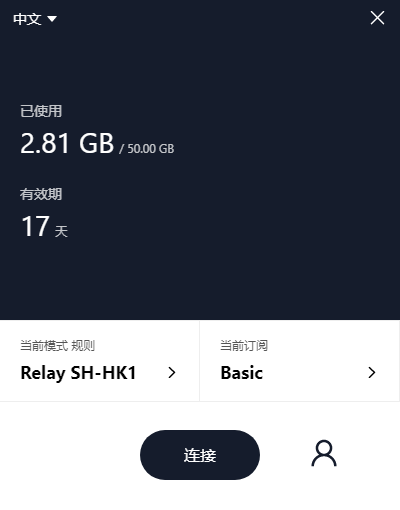 中文
已使用
2.81 GB / 50.00 GB
有效期
17 天
当前模式 规则
Relay SH-HK1
当前订阅
Basic
连接